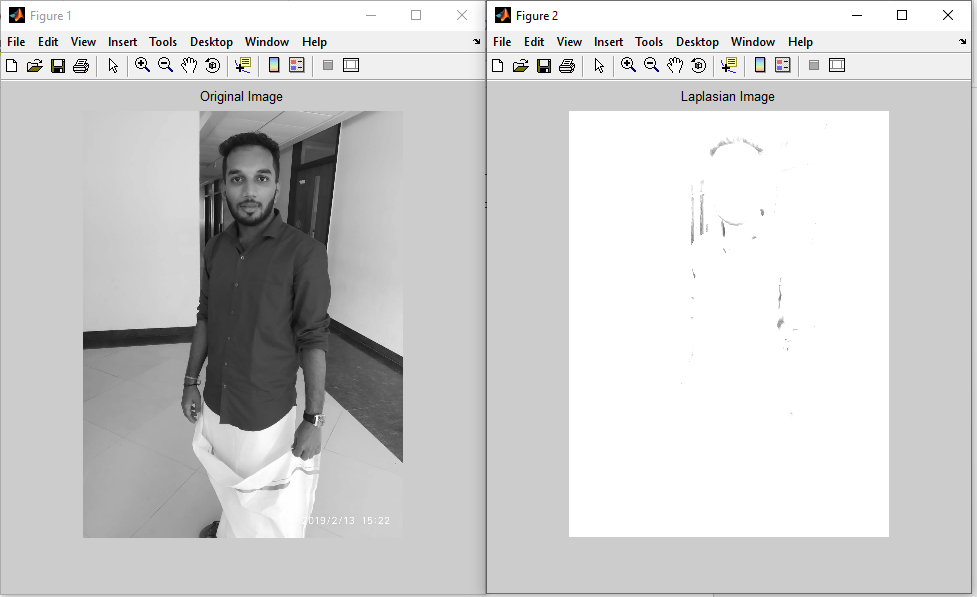 Figure 1
File Edit View Insert Tools Desktop Window Help
Original Image
2019/2/13 15:22
Figure 2
File Edit View Insert Tools Desktop Window Help
Laplasian Image